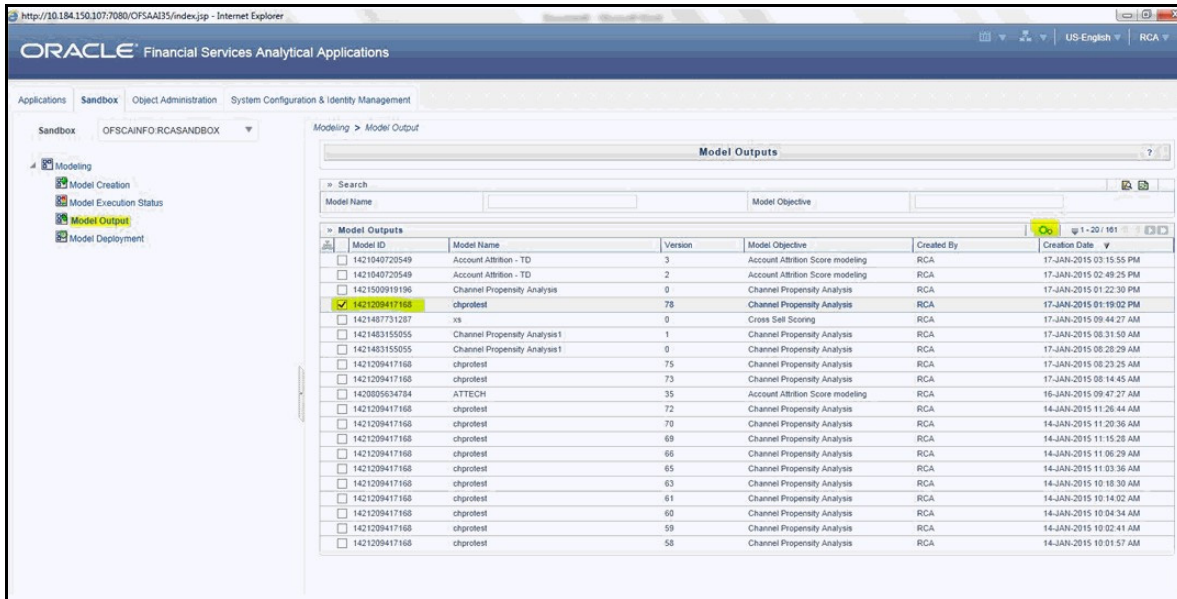 http://10.184.150.107:7080/OFSAAI35/index.jsp - Internet Explorer
ORACLE Financial Services Analytical Applications
US-English RCA
Applications Sandbox Object Administration System Configuration & Identity Management
Sandbox OFSCAINFO:RCASANDBOX
Modeling > Model Output
Modeling
Model Creation
Model Execution Status
Model Output
Model Deployment
Model Outputs ?
» Search
Model Name Model Objective
» Model Outputs 1 - 20 / 161
Model ID Model Name Version Model Objective Created By Creation Date
1421040720549 Account Attrition - TD 3 Account Attrition Score modeling RCA 17-JAN-2015 03:15:55 PM
1421040720549 Account Attrition - TD 2 Account Attrition Score modeling RCA 17-JAN-2015 02:49:25 PM
1421500919196 Channel Propensity Analysis 0 Channel Propensity Analysis RCA 17-JAN-2015 01:22:30 PM
1421209417168 chprotest 78 Channel Propensity Analysis RCA 17-JAN-2015 01:19:02 PM
1421487731287 xs 0 Cross Sell Scoring RCA 17-JAN-2015 09:44:27 AM
1421483155055 Channel Propensity Analysis1 1 Channel Propensity Analysis RCA 17-JAN-2015 08:31:50 AM
1421483155055 Channel Propensity Analysis1 0 Channel Propensity Analysis RCA 17-JAN-2015 08:28:29 AM
1421209417168 chprotest 75 Channel Propensity Analysis RCA 17-JAN-2015 08:23:25 AM
1421209417168 chprotest 73 Channel Propensity Analysis RCA 17-JAN-2015 08:14:45 AM
1420805634784 ATTECH 35 Account Attrition Score modeling RCA 16-JAN-2015 09:47:27 AM
1421209417168 chprotest 72 Channel Propensity Analysis RCA 14-JAN-2015 11:26:44 AM
1421209417168 chprotest 70 Channel Propensity Analysis RCA 14-JAN-2015 11:20:36 AM
1421209417168 chprotest 69 Channel Propensity Analysis RCA 14-JAN-2015 11:15:28 AM
1421209417168 chprotest 66 Channel Propensity Analysis RCA 14-JAN-2015 11:06:29 AM
1421209417168 chprotest 65 Channel Propensity Analysis RCA 14-JAN-2015 11:03:36 AM
1421209417168 chprotest 63 Channel Propensity Analysis RCA 14-JAN-2015 10:18:30 AM
1421209417168 chprotest 61 Channel Propensity Analysis RCA 14-JAN-2015 10:14:02 AM
1421209417168 chprotest 60 Channel Propensity Analysis RCA 14-JAN-2015 10:04:34 AM
1421209417168 chprotest 59 Channel Propensity Analysis RCA 14-JAN-2015 10:02:41 AM
1421209417168 chprotest 58 Channel Propensity Analysis RCA 14-JAN-2015 10:01:57 AM